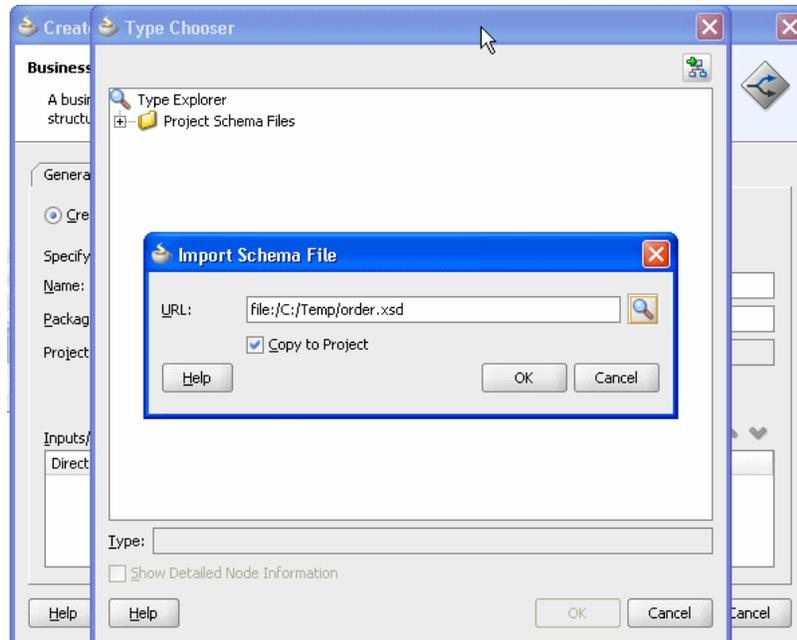 Type Chooser
Business
A busin
structu
Type Explorer
Project Schema Files
Genera
Cre
Specify
Name:
Packag
Project
Import Schema File
URL: file:/C:/Temp/order.xsd
Copy to Project
Help OK Cancel
Inputs/
Direct
Type:
Show Detailed Node Information
Help Help OK Cancel Cancel